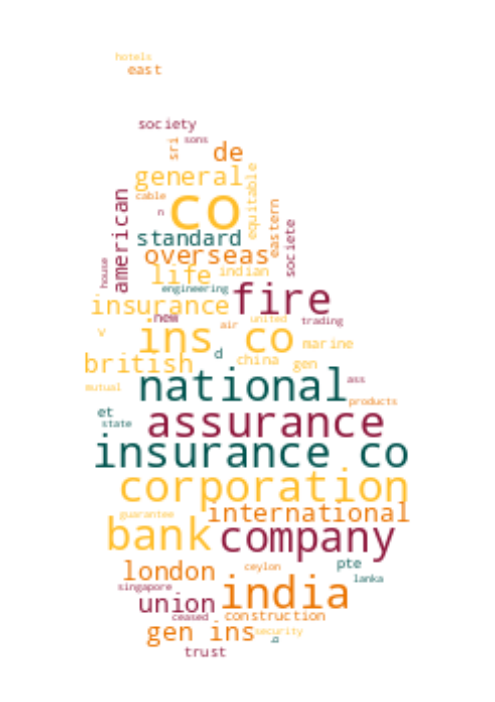 hotels
east
society
sri sons
de
general
cable equitable
n co
american
standard eastern
overseas societe
life indian
house engineering
insurance fire
new
air united trading
v ins co
d marine
british china gen
national ass
mutual
products
et assurance
state
insurance co
corporation
guarantee international
bank company
london ceylon pte
lanka
singapore india
union
ceased construction
gen ins security
trust